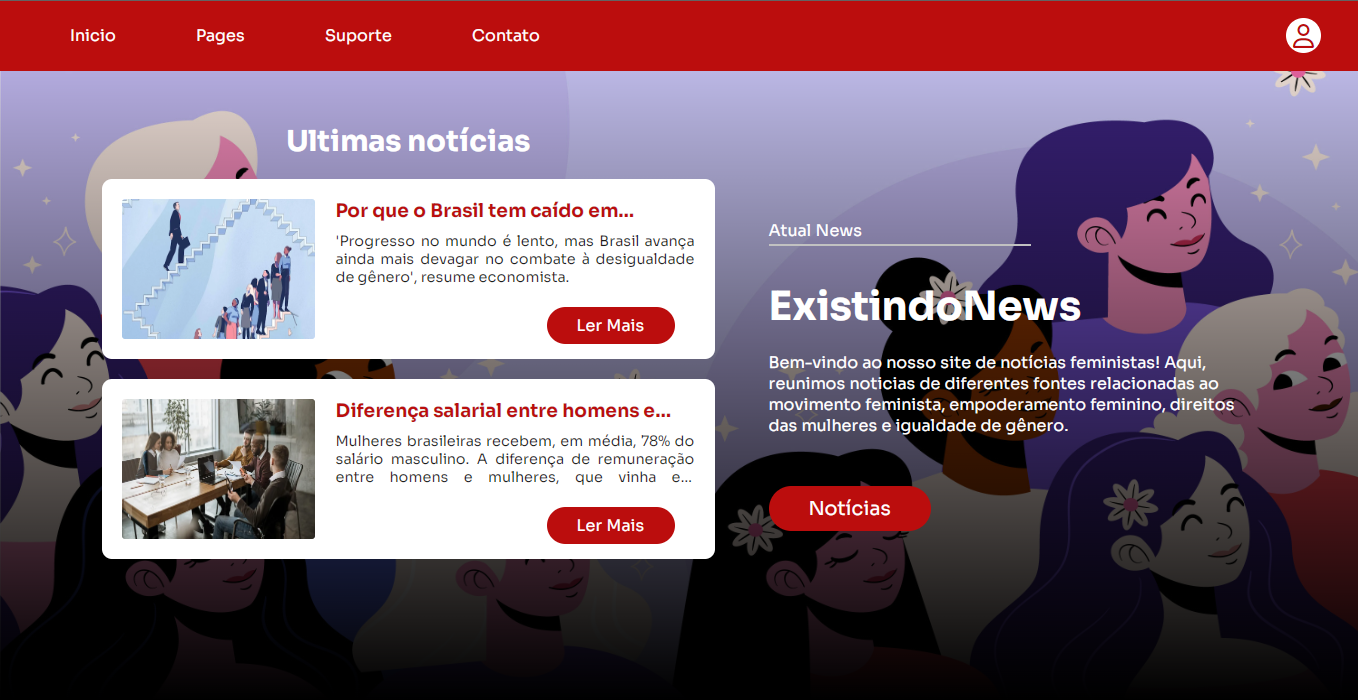 Inicio
Pages
Suporte
Contato
Ultimas notícias
Por que o Brasil tem caído em...
'Progresso no mundo é lento, mas Brasil avança
ainda mais devagar no combate à desigualdade
de gênero', resume economista.
Ler Mais
Diferença salarial entre homens e...
Mulheres brasileiras recebem, em média, 78% do
salário masculino. A diferença de remuneração
entre homens e mulheres, que vinha e...
Ler Mais
Atual News
ExistindoNews
Bem-vindo ao nosso site de notícias feministas! Aqui,
reunimos noticias de diferentes fontes relacionadas ao
movimento feminista, empoderamento feminino, direitos
das mulheres e igualdade de gênero.
Notícias